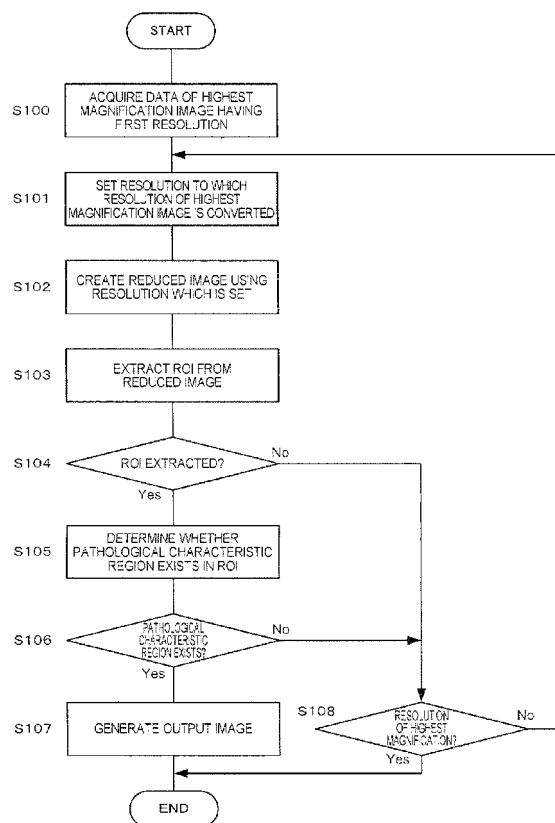 START
S100
ACQUIRE DATA OF HIGHEST
MAGNIFICATION IMAGE HAVING
FIRST RESOLUTION
S101
SET RESOLUTION TO WHICH
RESOLUTION OF HIGHEST
MAGNIFICATION IMAGE IS CONVERTED
S102
CREATE REDUCED IMAGE USING
RESOLUTION WHICH IS SET
S103
EXTRACT ROI FROM
REDUCED IMAGE
S104
ROI EXTRACTED?
No
Yes
S105
DETERMINE WHETHER
PATHOLOGICAL CHARACTERISTIC
REGION EXISTS IN ROI
S106
PATHOLOGICAL
CHARACTERISTIC
REGION EXISTS?
No
Yes
S107
GENERATE OUTPUT IMAGE
S108
RESOLUTION
OF HIGHEST
MAGNIFICATION?
No
Yes
END